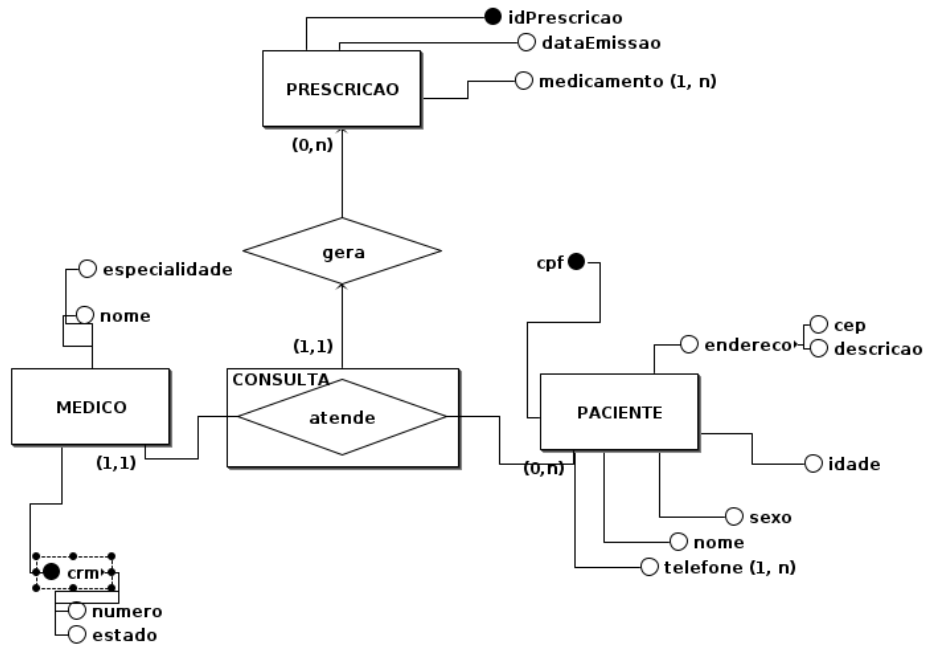 idPrescricao
dataEmissao
PRESCRICAO
medicamento (1, n)
(0,n)
gera
especialidade
nome
cpf
(1,1)
endereco
cep
descricao
CONSULTA
MEDICO
atende
PACIENTE
(1,1)
(0,n)
idade
sexo
nome
telefone (1, n)
crm
numero
estado